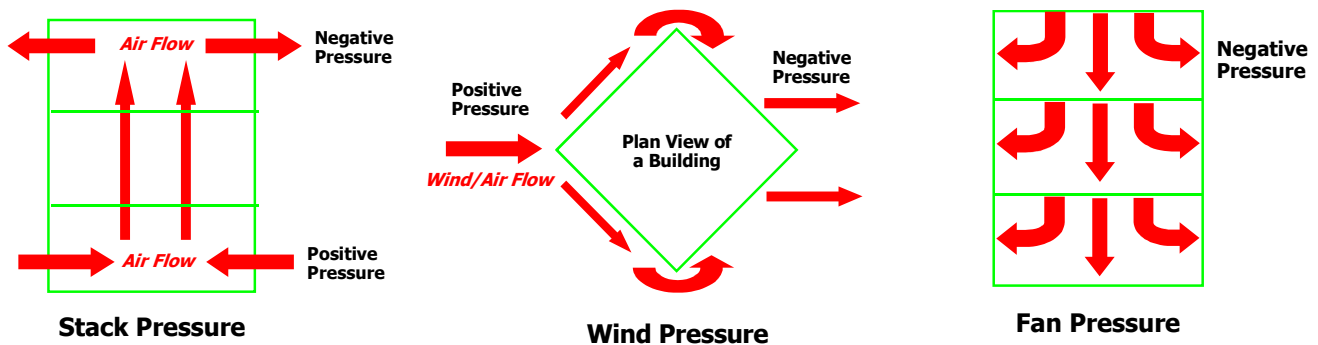 Air Flow
Negative
Pressure
Air Flow
Positive
Pressure
Stack Pressure
Positive
Pressure
Wind/Air Flow
Plan View of
a Building
Negative
Pressure
Wind Pressure
Negative
Pressure
Fan Pressure